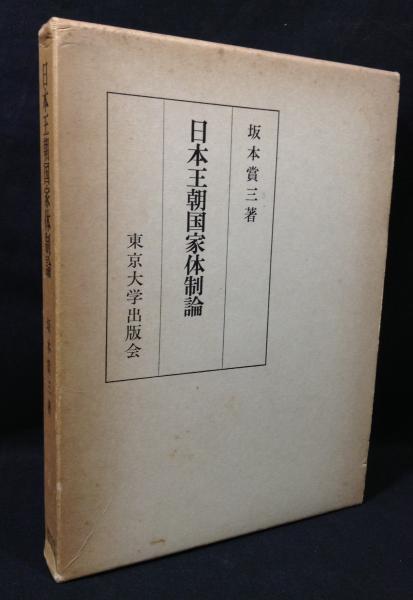 坂本賞三著
日本王朝国家体制論
東京大学出版会
日本王朝国家体制論
坂本賞三著